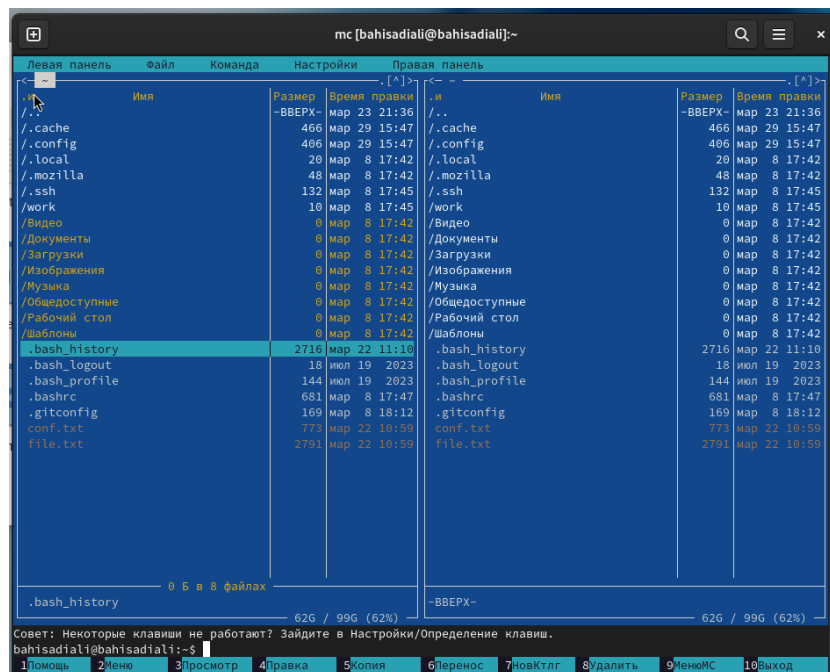 mc [bahisadiali@bahisadiali]:~
Левая панель Файл Команда Настройки Правая панель
<— ~ .[^]> <— ~ .[^]>
.и Имя Размер Время правки .и Имя Размер Время правки
/.. -ВВЕРХ- мар 23 21:36 /.. -ВВЕРХ- мар 23 21:36
/.cache 466 мар 29 15:47 /.cache 466 мар 29 15:47
/.config 406 мар 29 15:47 /.config 406 мар 29 15:47
/.local 20 мар 8 17:42 /.local 20 мар 8 17:42
/.mozilla 48 мар 8 17:42 /.mozilla 48 мар 8 17:42
/.ssh 132 мар 8 17:45 /.ssh 132 мар 8 17:45
/work 10 мар 8 17:45 /work 10 мар 8 17:45
/Видео 0 мар 8 17:42 /Видео 0 мар 8 17:42
/Документы 0 мар 8 17:42 /Документы 0 мар 8 17:42
/Загрузки 0 мар 8 17:42 /Загрузки 0 мар 8 17:42
/Изображения 0 мар 8 17:42 /Изображения 0 мар 8 17:42
/Музыка 0 мар 8 17:42 /Музыка 0 мар 8 17:42
/Общедоступные 0 мар 8 17:42 /Общедоступные 0 мар 8 17:42
/Рабочий стол 0 мар 8 17:42 /Рабочий стол 0 мар 8 17:42
/Шаблоны 0 мар 8 17:42 /Шаблоны 0 мар 8 17:42
.bash_history 2716 мар 22 11:10 .bash_history 2716 мар 22 11:10
.bash_logout 18 июл 19 2023 .bash_logout 18 июл 19 2023
.bash_profile 144 июл 19 2023 .bash_profile 144 июл 19 2023
.bashrc 681 мар 8 17:47 .bashrc 681 мар 8 17:47
.gitconfig 169 мар 8 18:12 .gitconfig 169 мар 8 18:12
conf.txt 773 мар 22 10:59 conf.txt 773 мар 22 10:59
file.txt 2791 мар 22 10:59 file.txt 2791 мар 22 10:59
0 Б в 8 файлах
.bash_history -ВВЕРХ-
62G / 99G (62%) 62G / 99G (62%)
Совет: Некоторые клавиши не работают? Зайдите в Настройки/Определение клавиш.
bahisadiali@bahisadiali:~$
1Помощь 2Меню 3Просмотр 4Правка 5Копия 6Перенос 7НовКтлг 8Удалить 9МенюMC 10Выход